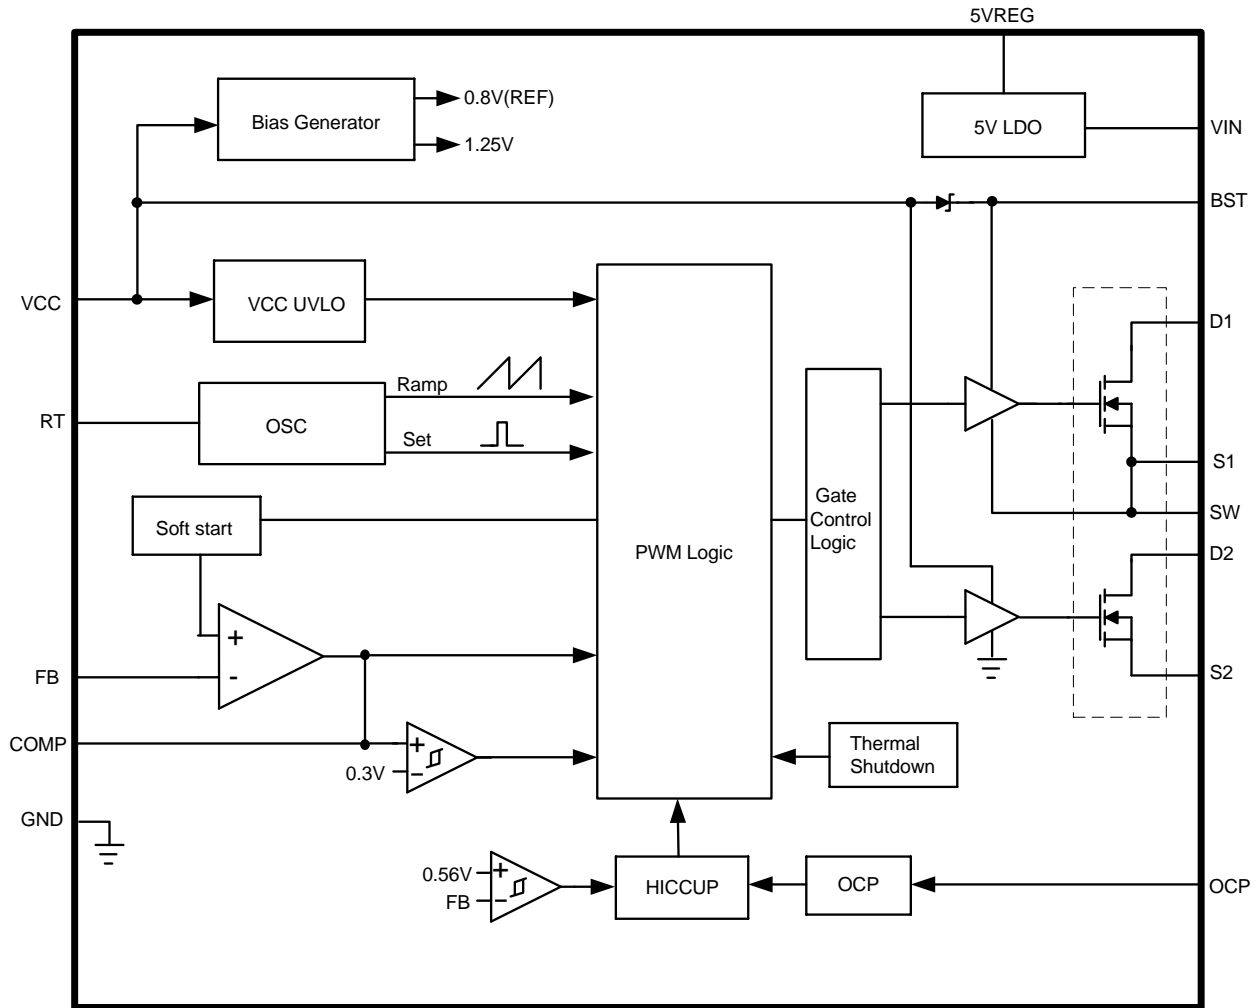 5VREG
Bias Generator
0.8V(REF)
1.25V
5V LDO
VIN
BST
VCC
VCC UVLO
D1
Ramp
RT
OSC
Set
S1
Gate
Control
Logic
SW
Soft start
PWM Logic
D2
+
-
FB
S2
COMP
+
0.3V
-
Thermal
Shutdown
GND
0.56V
+
FB
-
HICCUP
OCP
OCP